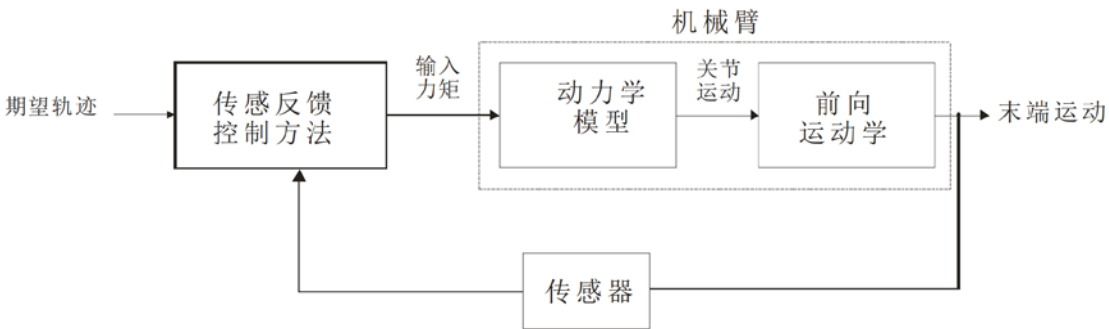 机械臂
期望轨迹
传感反馈
控制方法
输入
力矩
动力学
模型
关节
运动
前向
运动学
末端运动
传感器